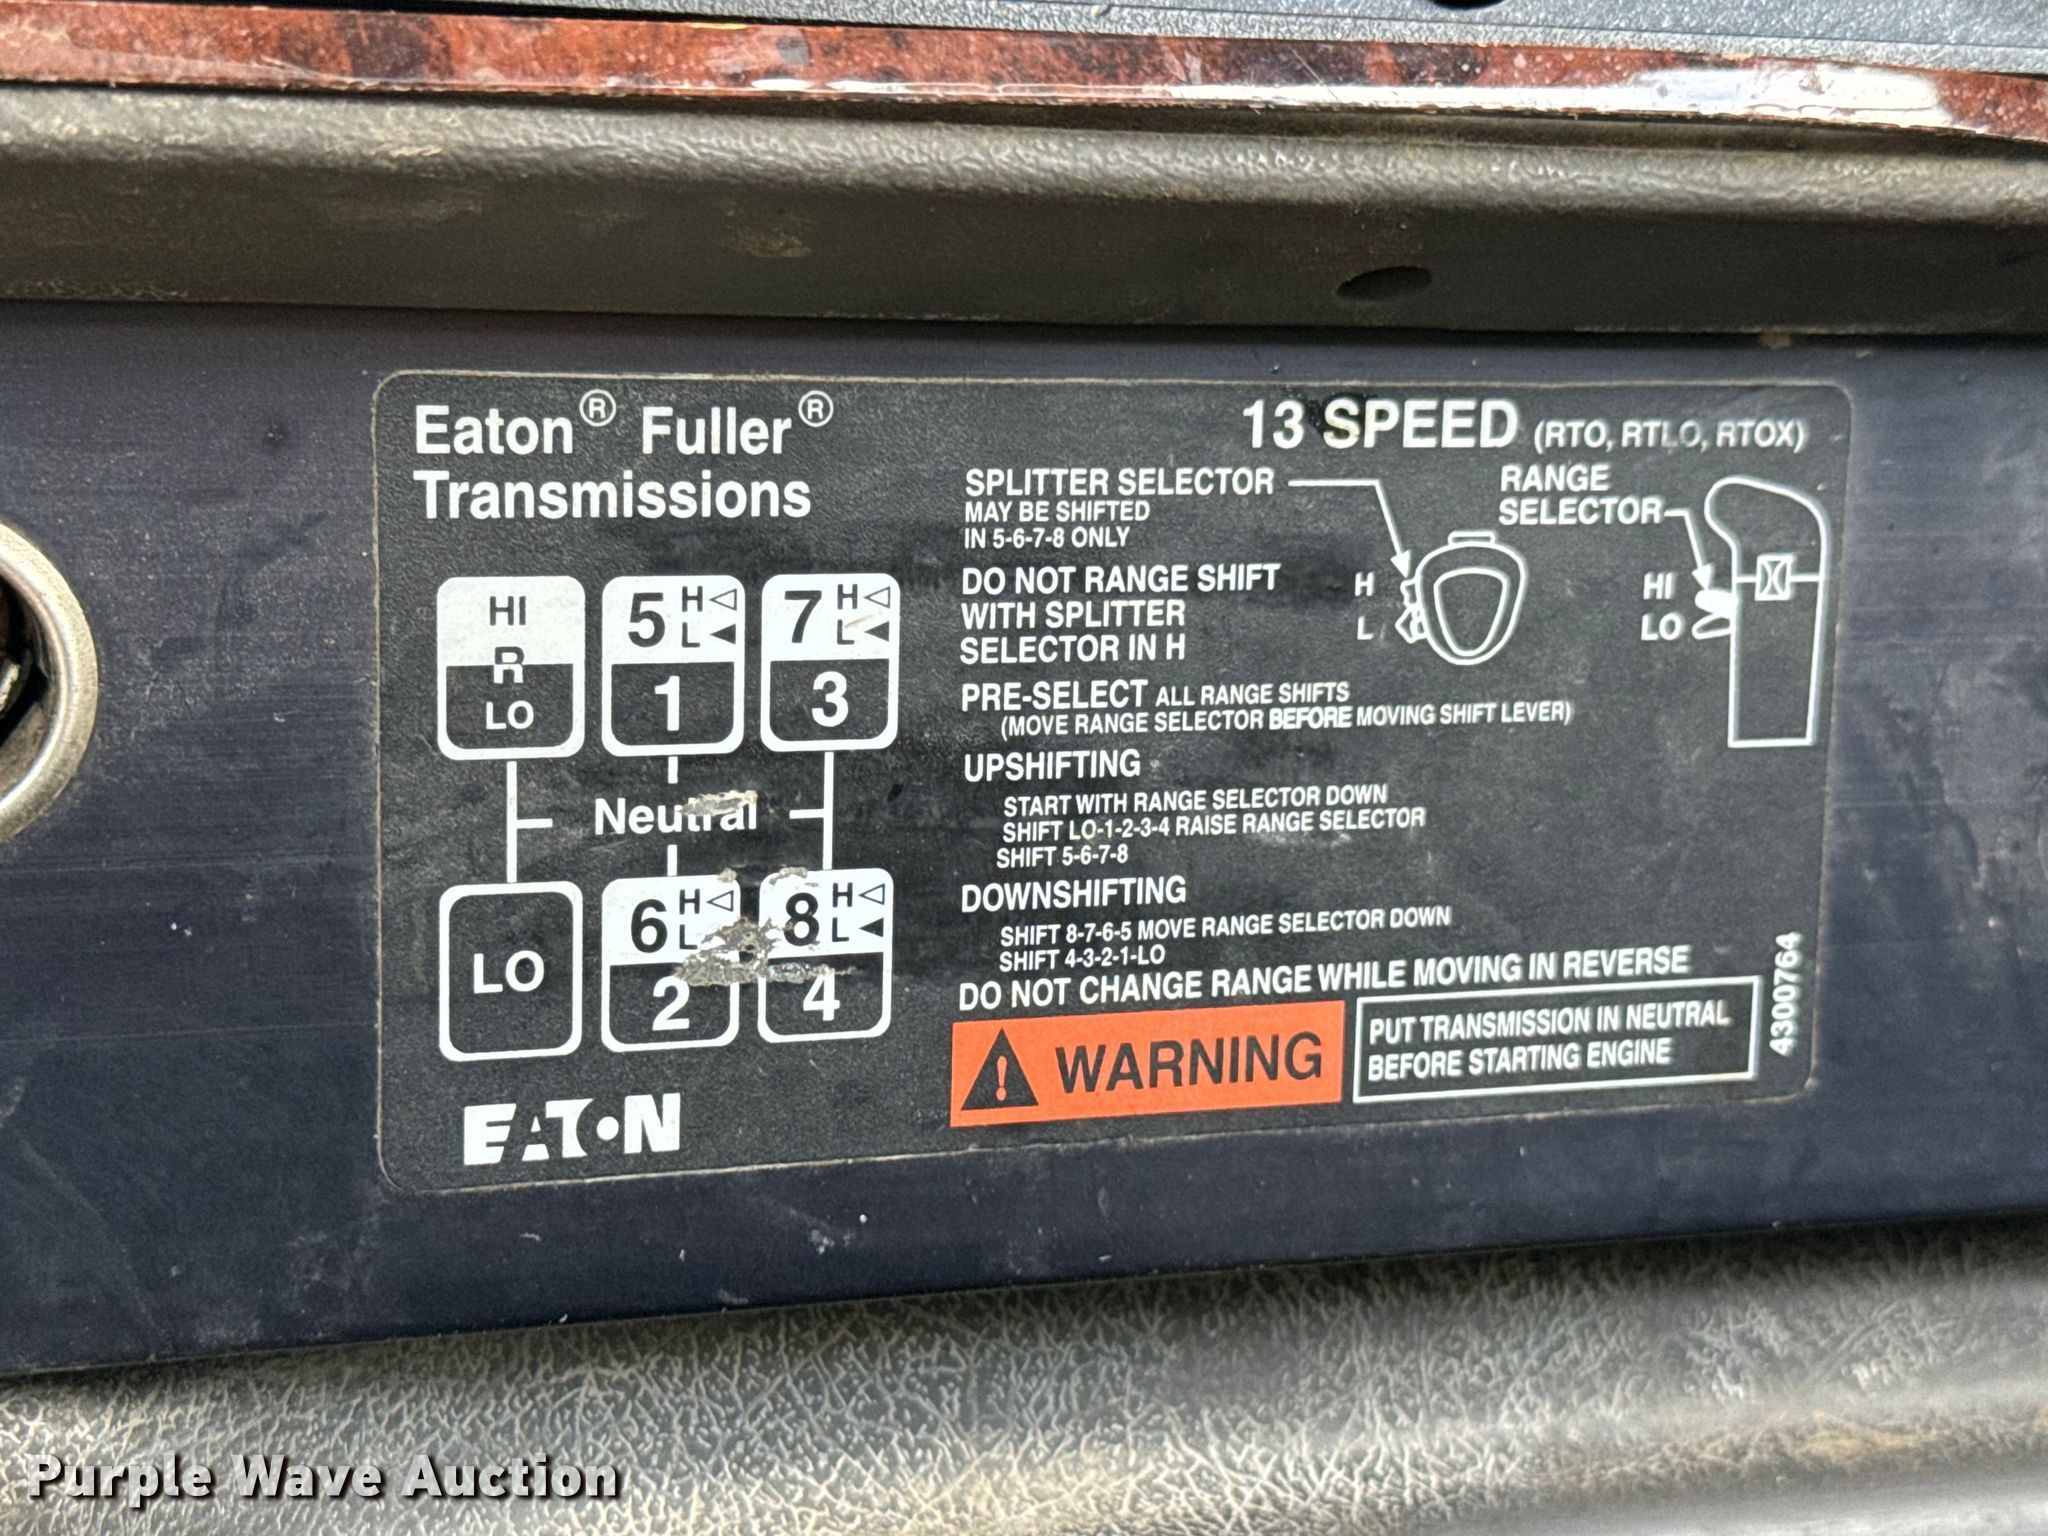 Eaton® Fuller®
Transmissions
13 SPEED (RTO, RTLO, RTOX)
HI
R
LO
5 H L
1
7 H L
3
Neutral
LO
6 H L
2
8 H L
4
EATON
SPLITTER SELECTOR
MAY BE SHIFTED
IN 5-6-7-8 ONLY
RANGE
SELECTOR
H
L
HI
LO
DO NOT RANGE SHIFT
WITH SPLITTER
SELECTOR IN H
PRE-SELECT ALL RANGE SHIFTS
(MOVE RANGE SELECTOR BEFORE MOVING SHIFT LEVER)
UPSHIFTING
START WITH RANGE SELECTOR DOWN
SHIFT LO-1-2-3-4 RAISE RANGE SELECTOR
SHIFT 5-6-7-8
DOWNSHIFTING
SHIFT 8-7-6-5 MOVE RANGE SELECTOR DOWN
SHIFT 4-3-2-1-LO
DO NOT CHANGE RANGE WHILE MOVING IN REVERSE
! WARNING
PUT TRANSMISSION IN NEUTRAL
BEFORE STARTING ENGINE
4300764
Purple Wave Auction